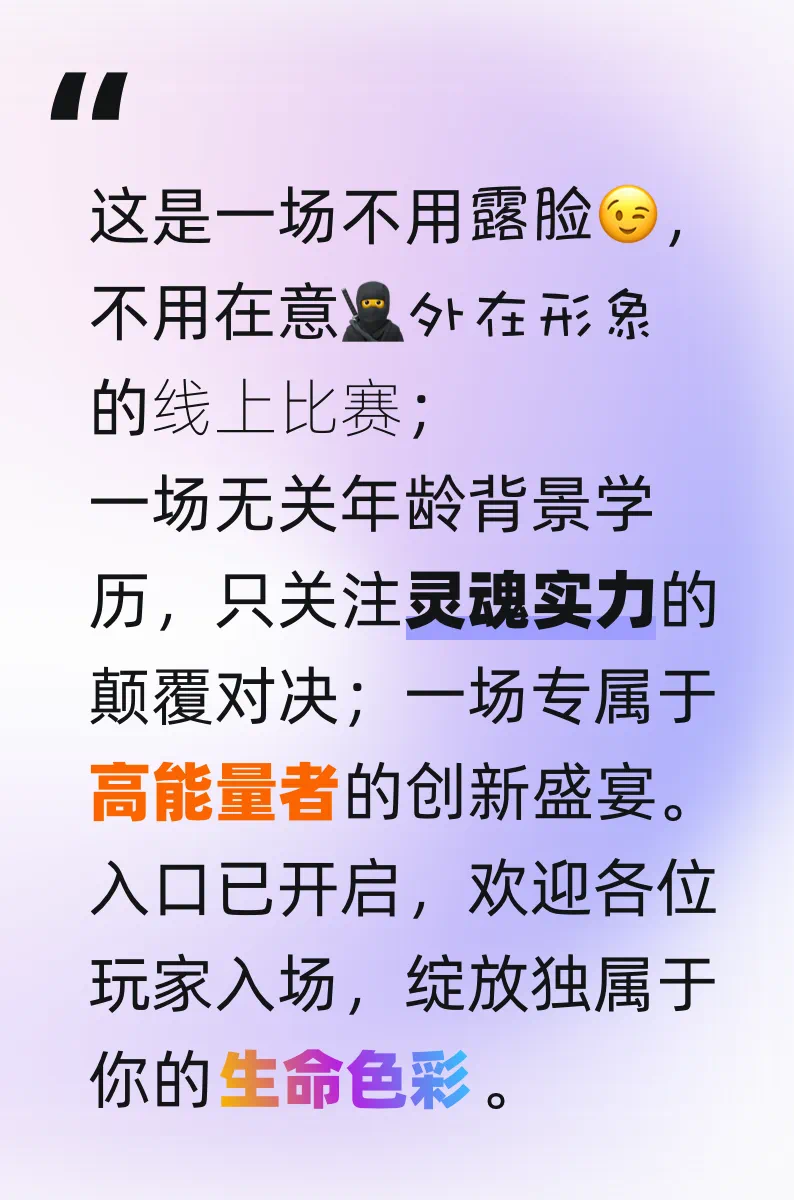 “
这是一场不用露脸😉，
不用在意🥷外在形象
的线上比赛；
一场无关年龄背景学
历，只关注灵魂实力的
颠覆对决；一场专属于
高能量者的创新盛宴。
入口已开启，欢迎各位
玩家入场，绽放独属于
你的生命色彩。